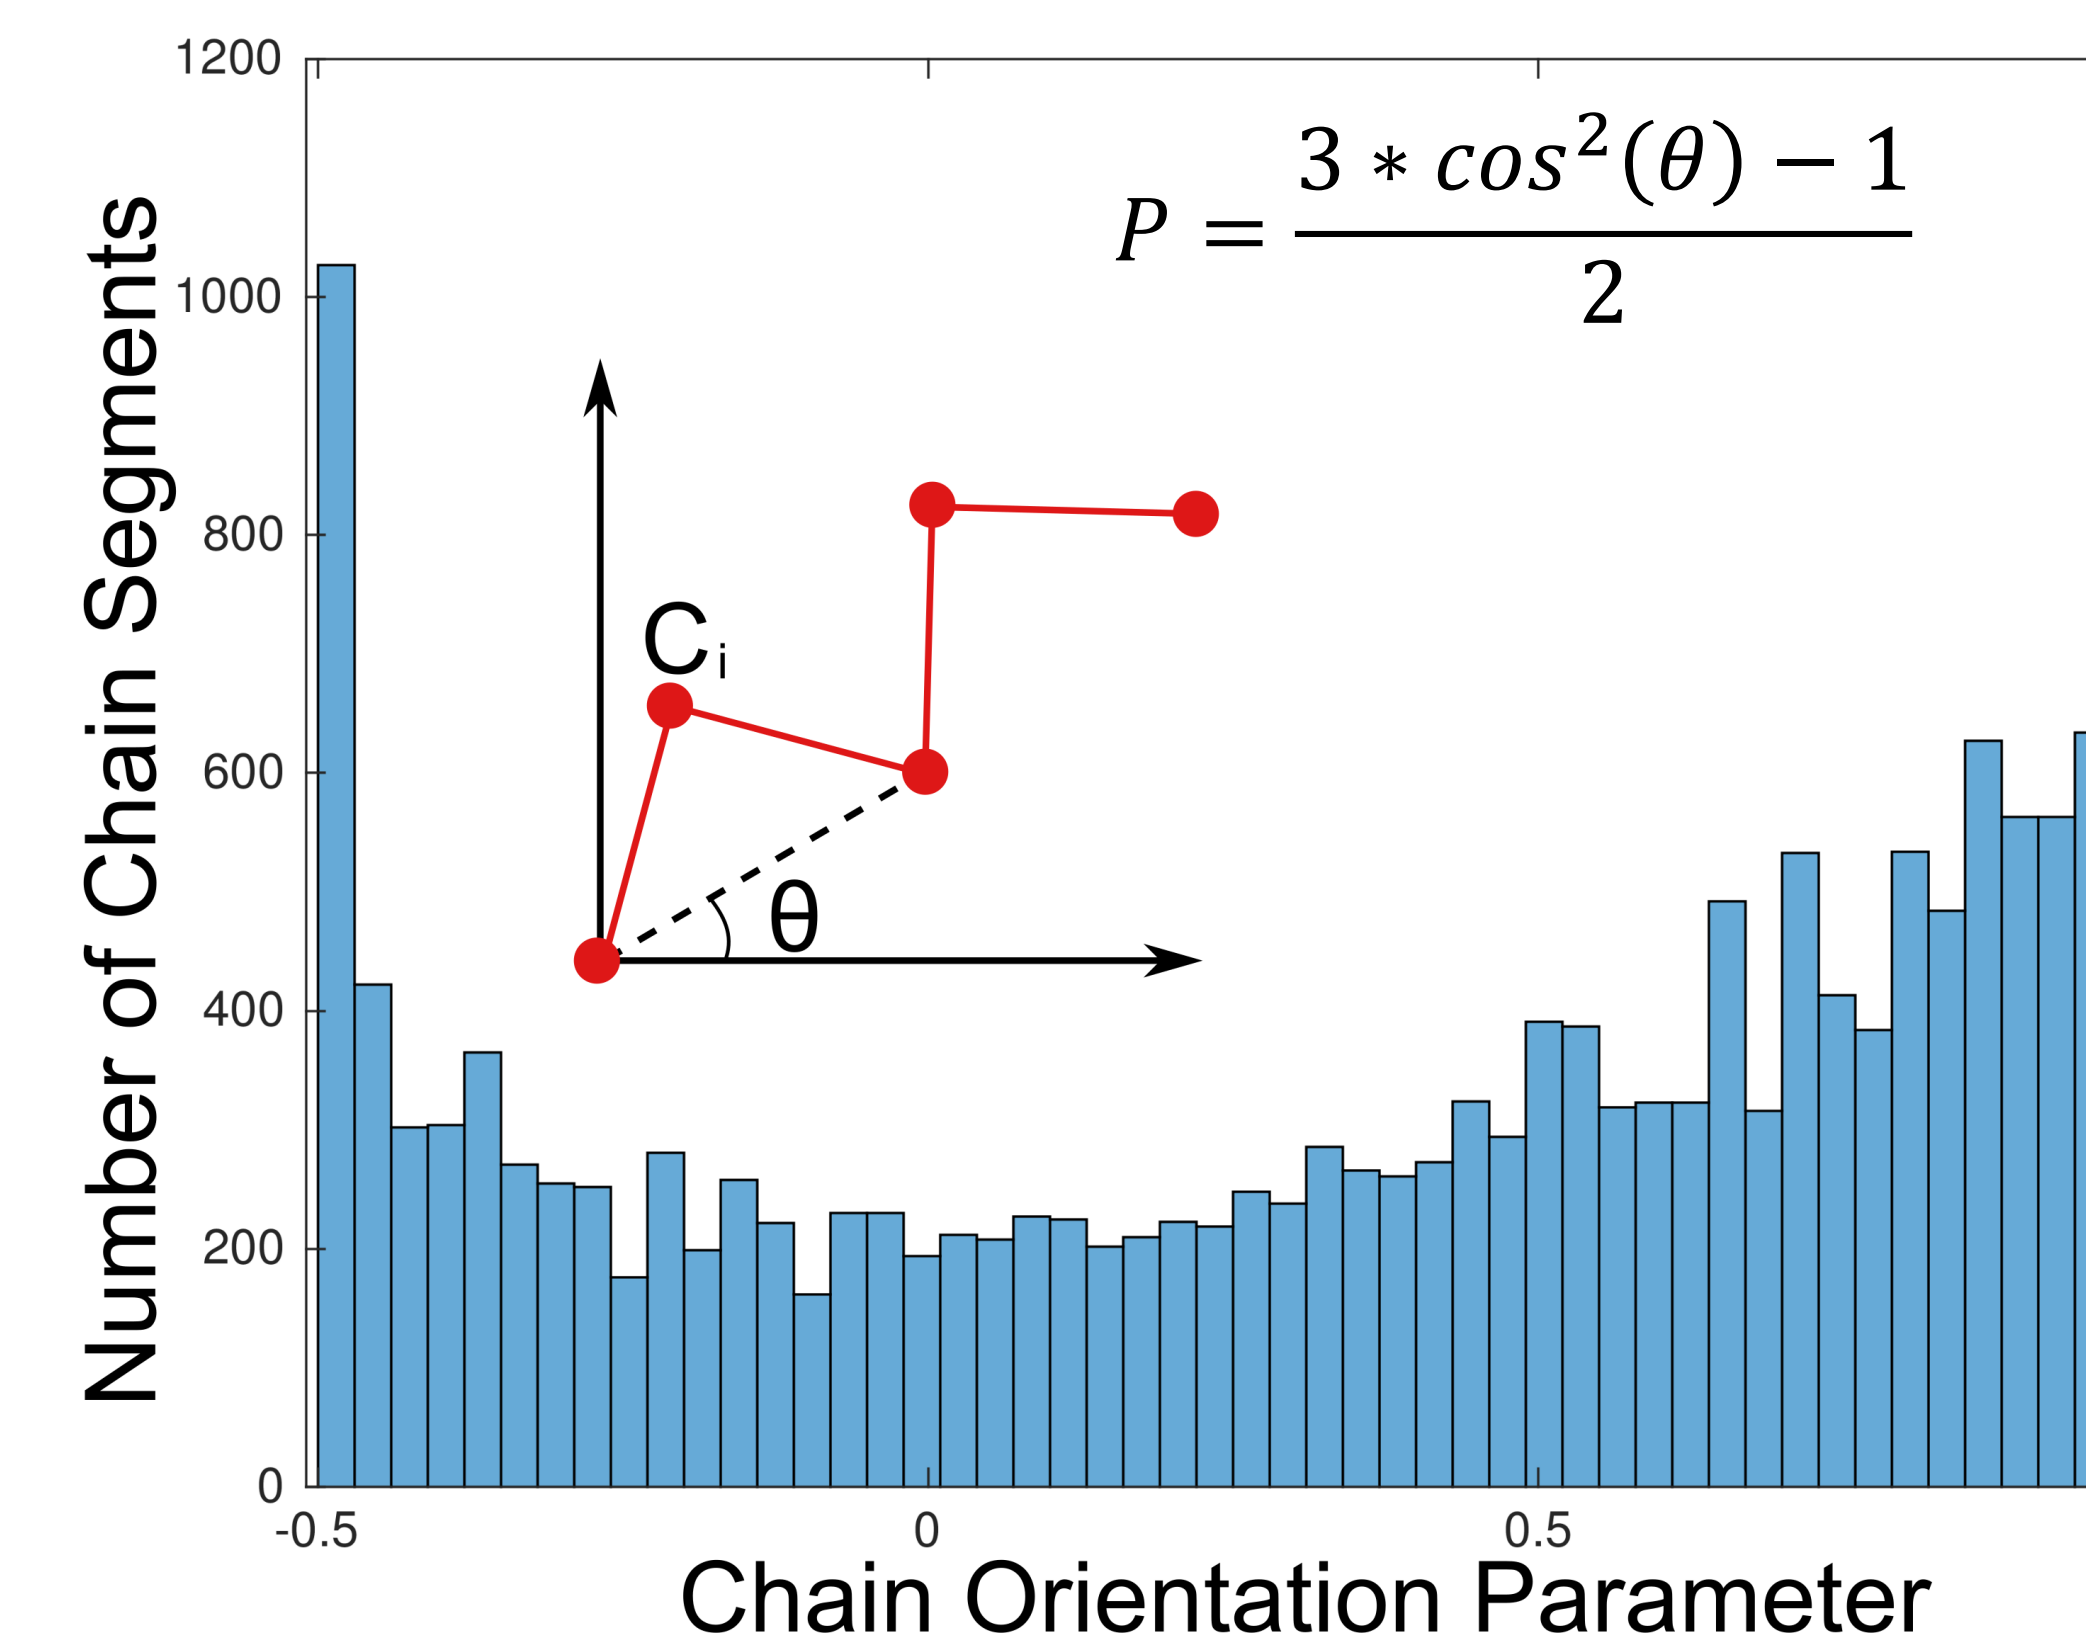 Number of Chain Segments
1200
1000
800
600
400
200
0
P = 3 * cos²(θ) − 1 / 2
Cᵢ
θ
-0.5 0 0.5
Chain Orientation Parameter